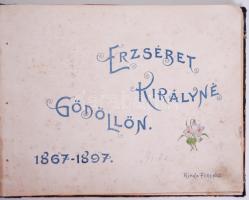 ERZSÉBET
KIRÁLYNÉ
GÖDÖLLŐN.
1867-1897.